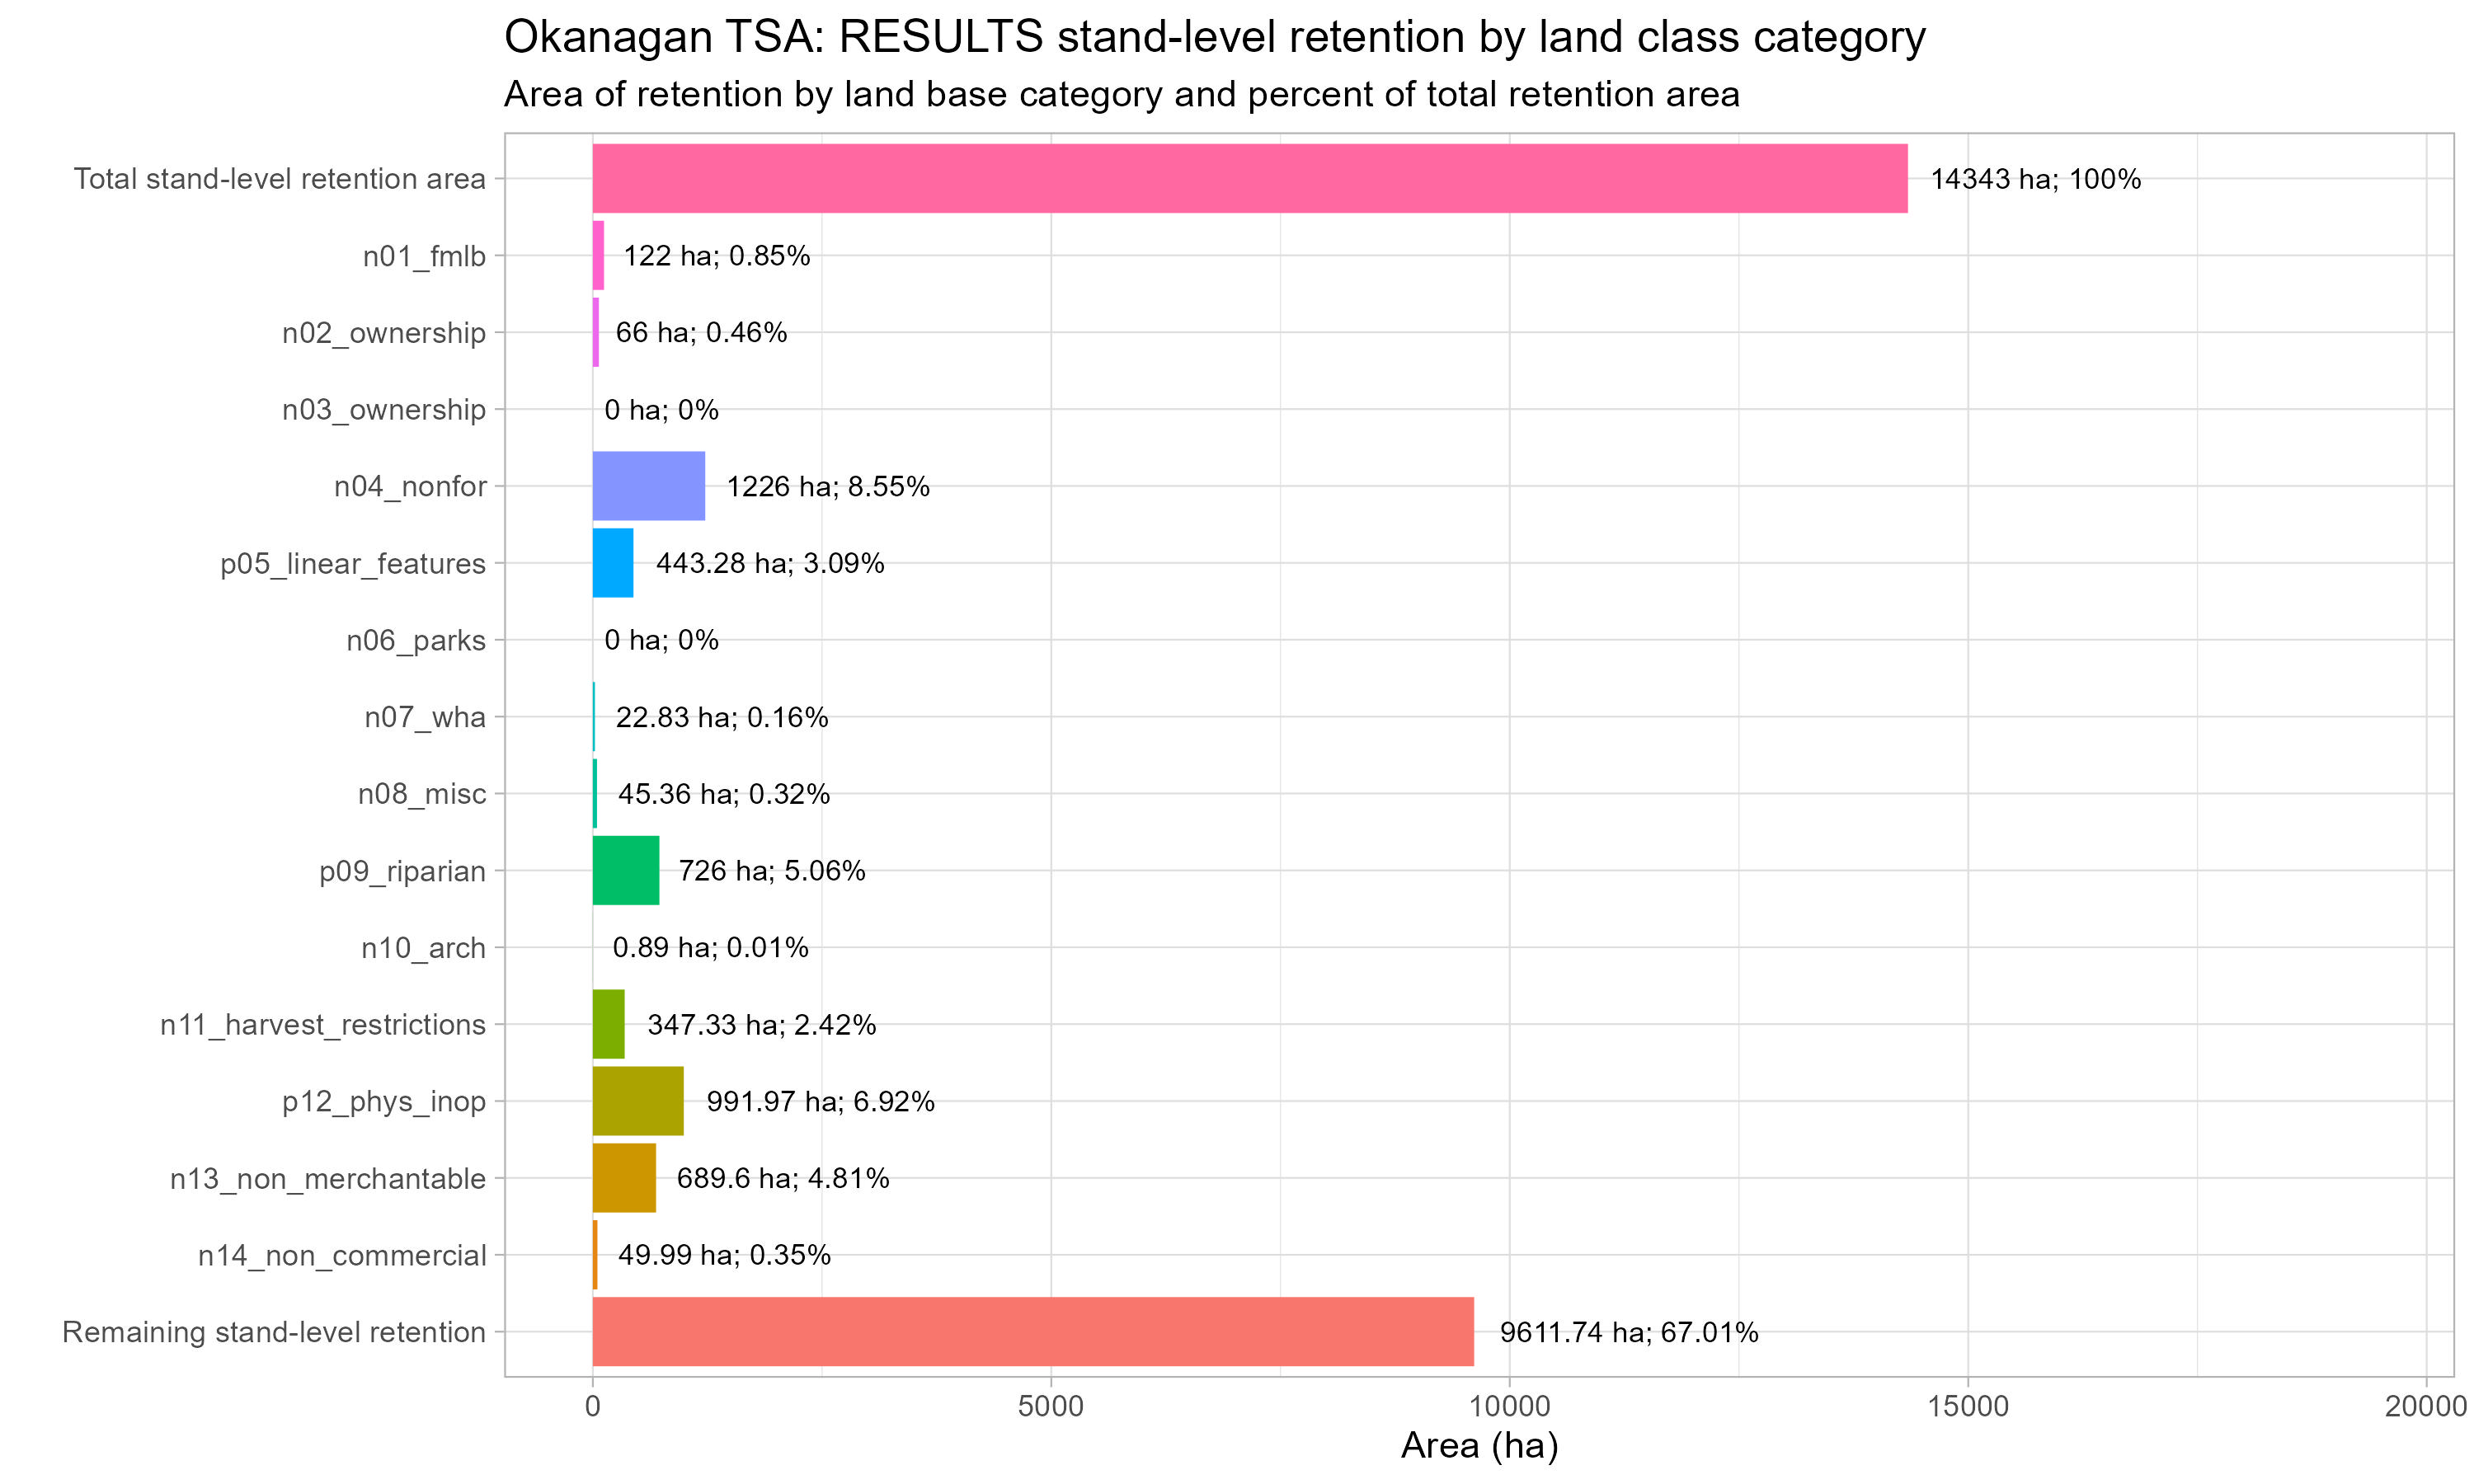 Okanagan TSA: RESULTS stand-level retention by land class category
Area of retention by land base category and percent of total retention area
Total stand-level retention area 14343 ha; 100%
n01_fmlb 122 ha; 0.85%
n02_ownership 66 ha; 0.46%
n03_ownership 0 ha; 0%
n04_nonfor 1226 ha; 8.55%
p05_linear_features 443.28 ha; 3.09%
n06_parks 0 ha; 0%
n07_wha 22.83 ha; 0.16%
n08_misc 45.36 ha; 0.32%
p09_riparian 726 ha; 5.06%
n10_arch 0.89 ha; 0.01%
n11_harvest_restrictions 347.33 ha; 2.42%
p12_phys_inop 991.97 ha; 6.92%
n13_non_merchantable 689.6 ha; 4.81%
n14_non_commercial 49.99 ha; 0.35%
Remaining stand-level retention 9611.74 ha; 67.01%
0 5000 10000 15000 20000
Area (ha)